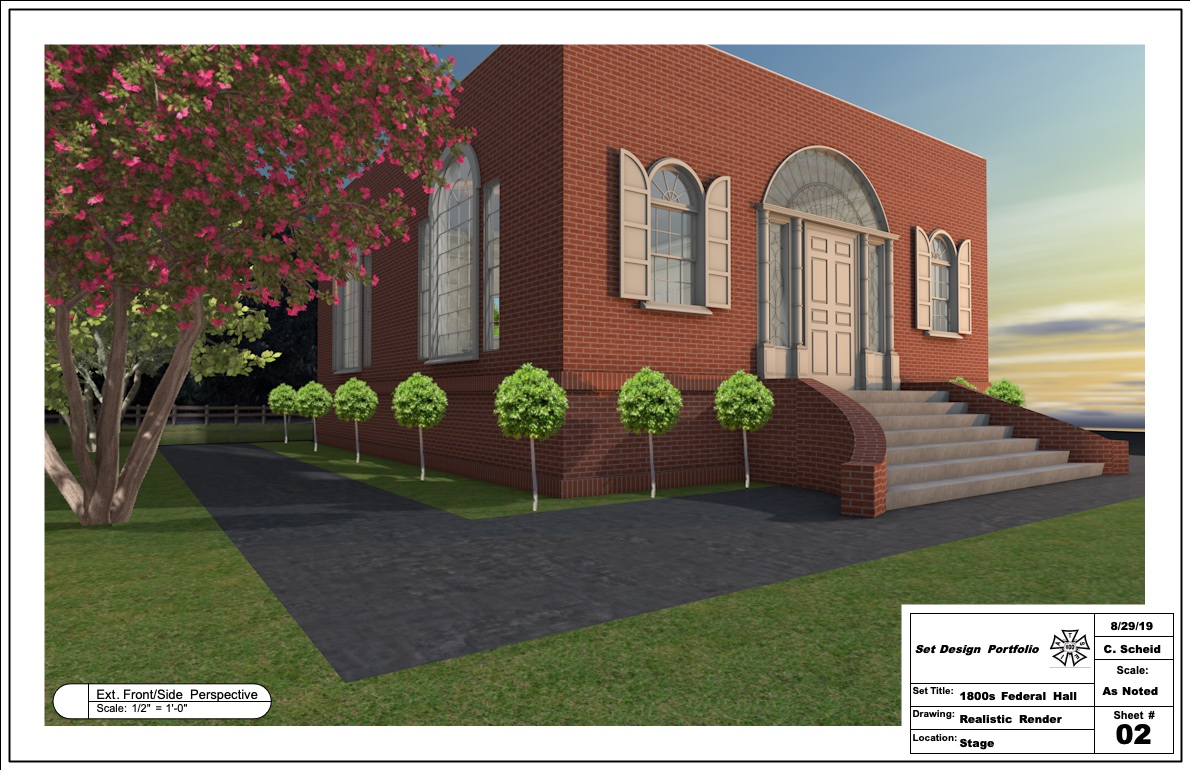 Ext. Front/Side Perspective
Scale: 1/2" = 1'-0"
Set Design Portfolio
8/29/19
C. Scheid
Scale:
As Noted
Set Title: 1800s Federal Hall
Drawing: Realistic Render
Location: Stage
Sheet #
02